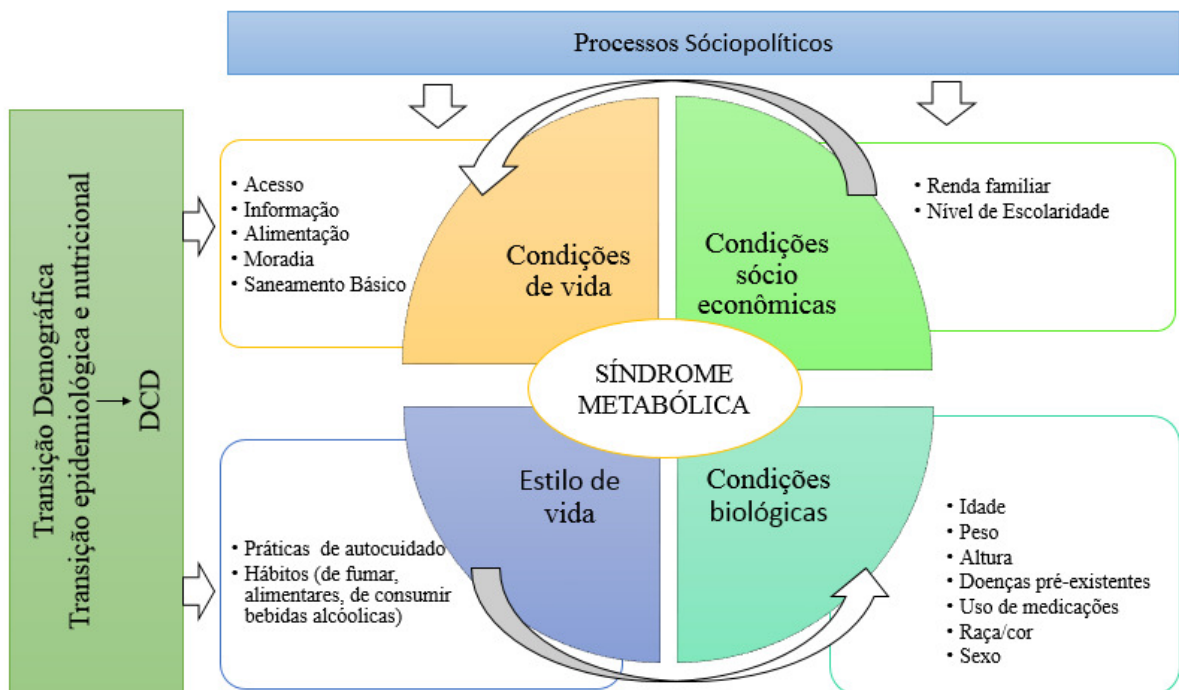 Processos Sóciopolíticos
Transição Demográfica
Transição epidemiológica e nutricional
DCD
• Acesso
• Informação
• Alimentação
• Moradia
• Saneamento Básico
Condições
de vida
Condições
sócio
econômicas
• Renda familiar
• Nível de Escolaridade
SÍNDROME
METABÓLICA
• Práticas de autocuidado
• Hábitos (de fumar,
alimentares, de consumir
bebidas alcóolicas)
Estilo de
vida
Condições
biológicas
• Idade
• Peso
• Altura
• Doenças pré-existentes
• Uso de medicações
• Raça/cor
• Sexo